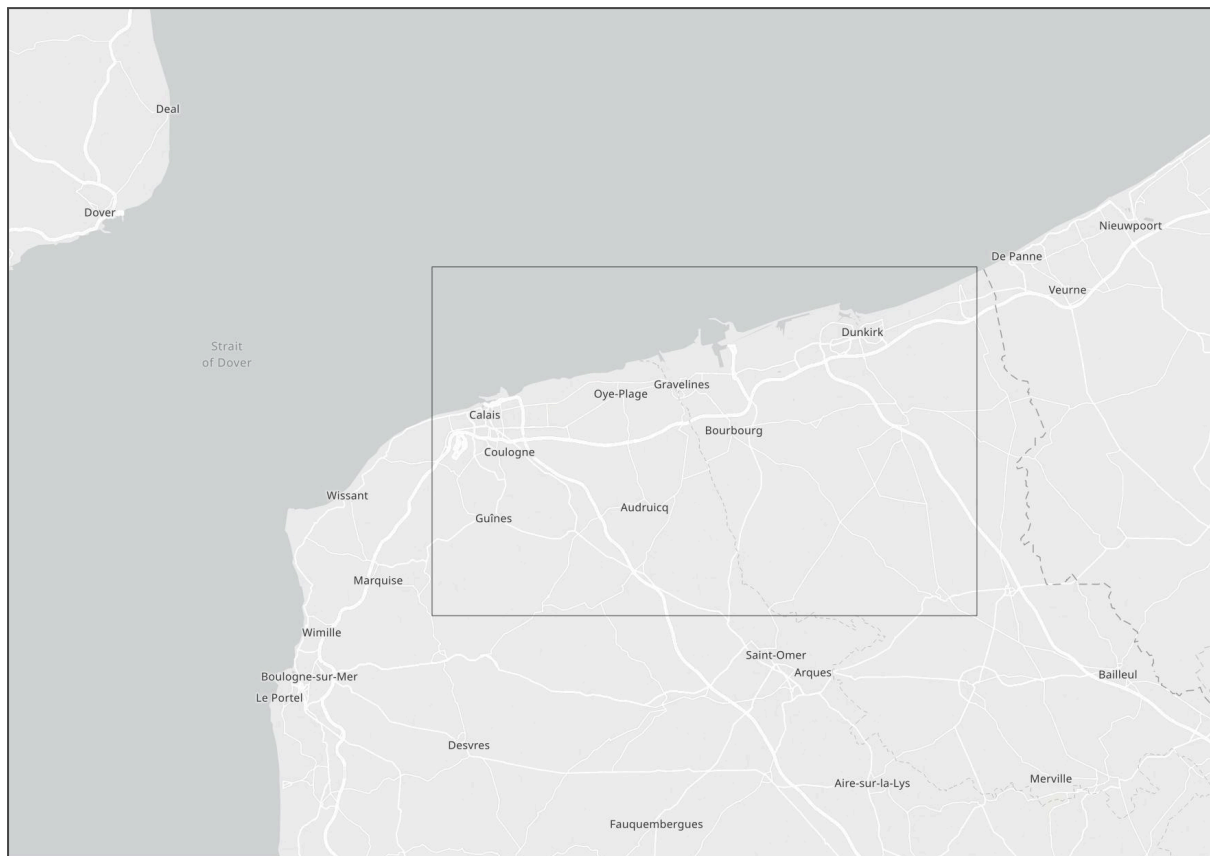 Deal
Dover
Nieuwpoort
De Panne
Veurne
Strait
of Dover
Dunkirk
Gravelines
Oye-Plage
Calais
Bourbourg
Coulogne
Wissant
Audruicq
Guînes
Marquise
Wimille
Saint-Omer
Arques
Boulogne-sur-Mer
Bailleul
Le Portel
Desvres
Merville
Aire-sur-la-Lys
Fauquembergues